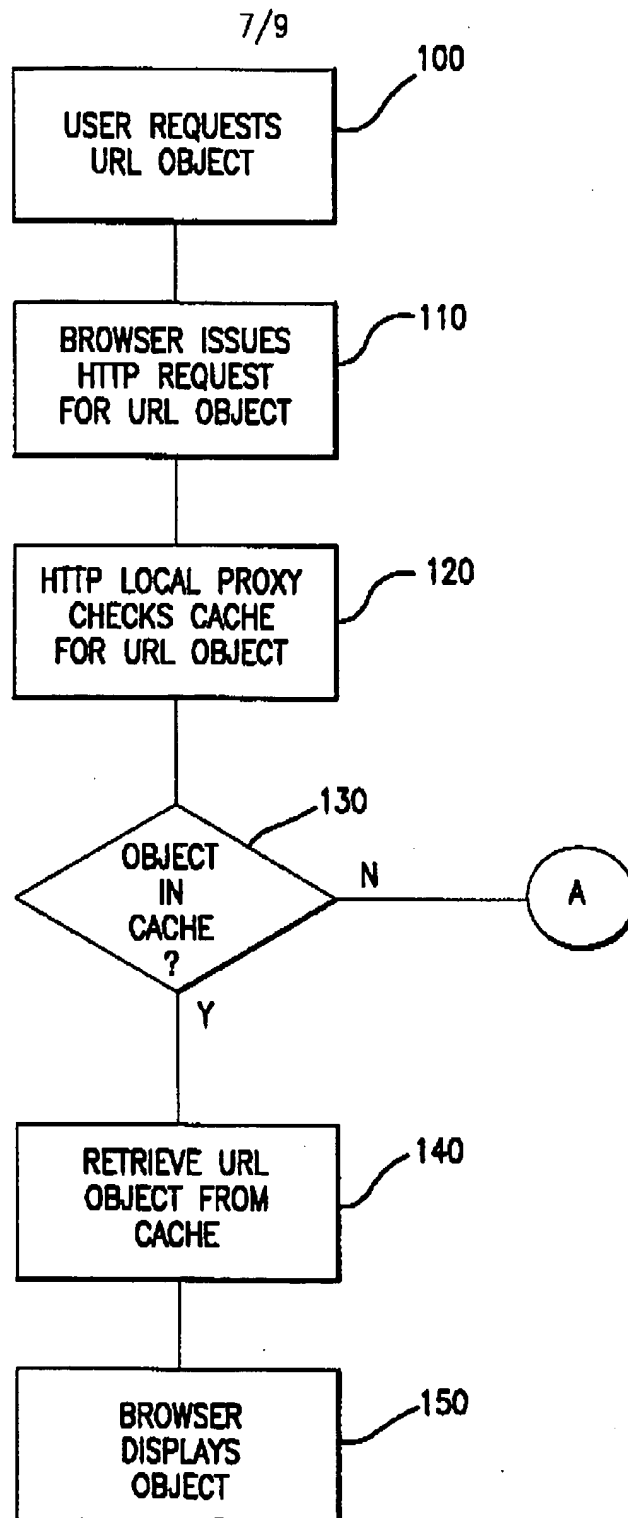 7/9
100
USER REQUESTS
URL OBJECT
110
BROWSER ISSUES
HTTP REQUEST
FOR URL OBJECT
120
HTTP LOCAL PROXY
CHECKS CACHE
FOR URL OBJECT
130
OBJECT
IN
CACHE
?
N
A
Y
140
RETRIEVE URL
OBJECT FROM
CACHE
150
BROWSER
DISPLAYS
OBJECT